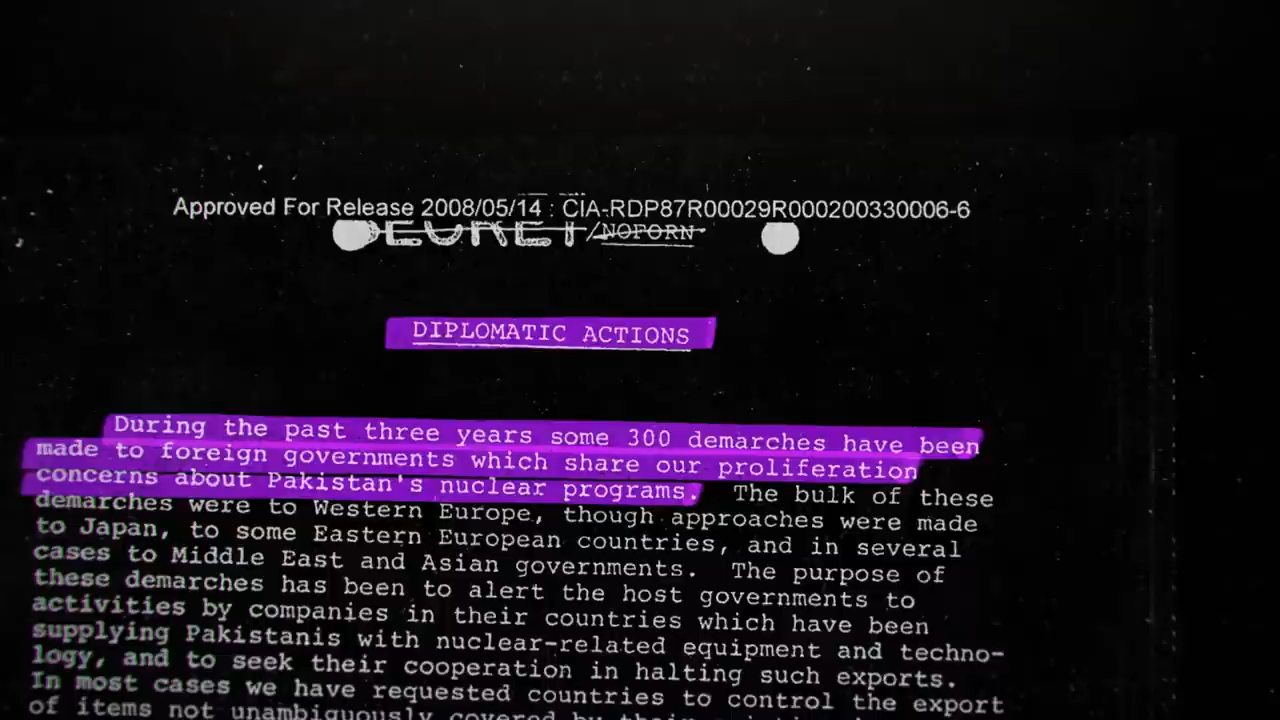 Approved For Release 2008/05/14 : CIA-RDP87R00029R000200330006-6
SECRET/NOFORN
DIPLOMATIC ACTIONS
During the past three years some 300 demarches have been
made to foreign governments which share our proliferation
concerns about Pakistan's nuclear programs. The bulk of these
demarches were to Western Europe, though approaches were made
to Japan, to some Eastern European countries, and in several
cases to Middle East and Asian governments. The purpose of
these demarches has been to alert the host governments to
activities by companies in their countries which have been
supplying Pakistanis with nuclear-related equipment and techno-
logy, and to seek their cooperation in halting such exports.
In most cases we have requested countries to control the export
of items not unambiguously covered by their